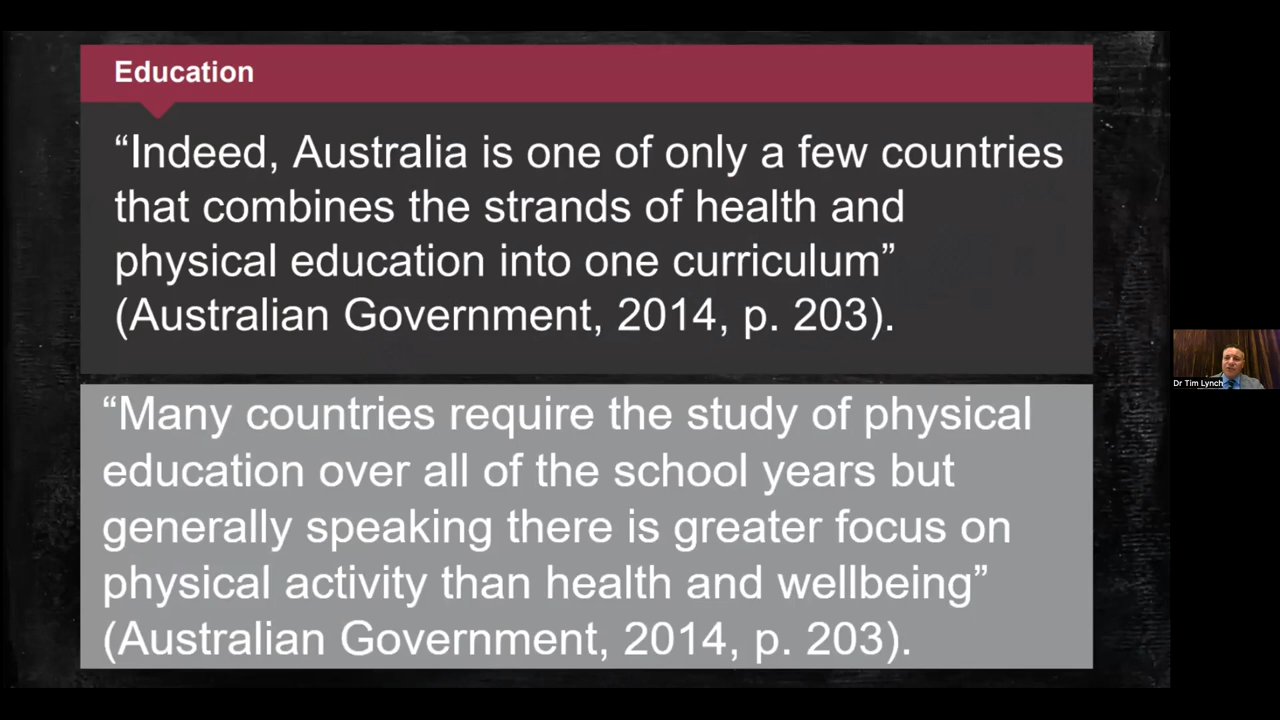 Education
“Indeed, Australia is one of only a few countries
that combines the strands of health and
physical education into one curriculum”
(Australian Government, 2014, p. 203).
“Many countries require the study of physical
education over all of the school years but
generally speaking there is greater focus on
physical activity than health and wellbeing”
(Australian Government, 2014, p. 203).
Dr Tim Lynch